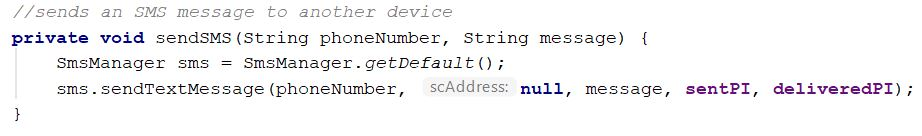 //sends an SMS message to another device
private void sendSMS(String phoneNumber, String message) {
SmsManager sms = SmsManager.getDefault();
sms.sendTextMessage(phoneNumber, scAddress: null, message, sentPI, deliveredPI);
}